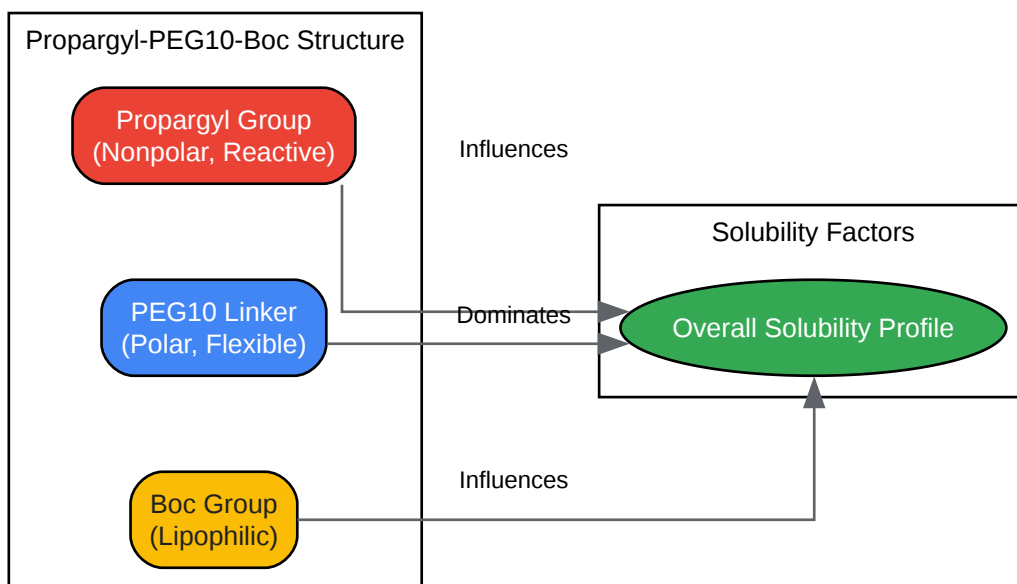 Propargyl-PEG10-Boc Structure
Propargyl Group
(Nonpolar, Reactive)
Influences
Solubility Factors
PEG10 Linker
(Polar, Flexible)
Dominates
Overall Solubility Profile
Boc Group
(Lipophilic)
Influences